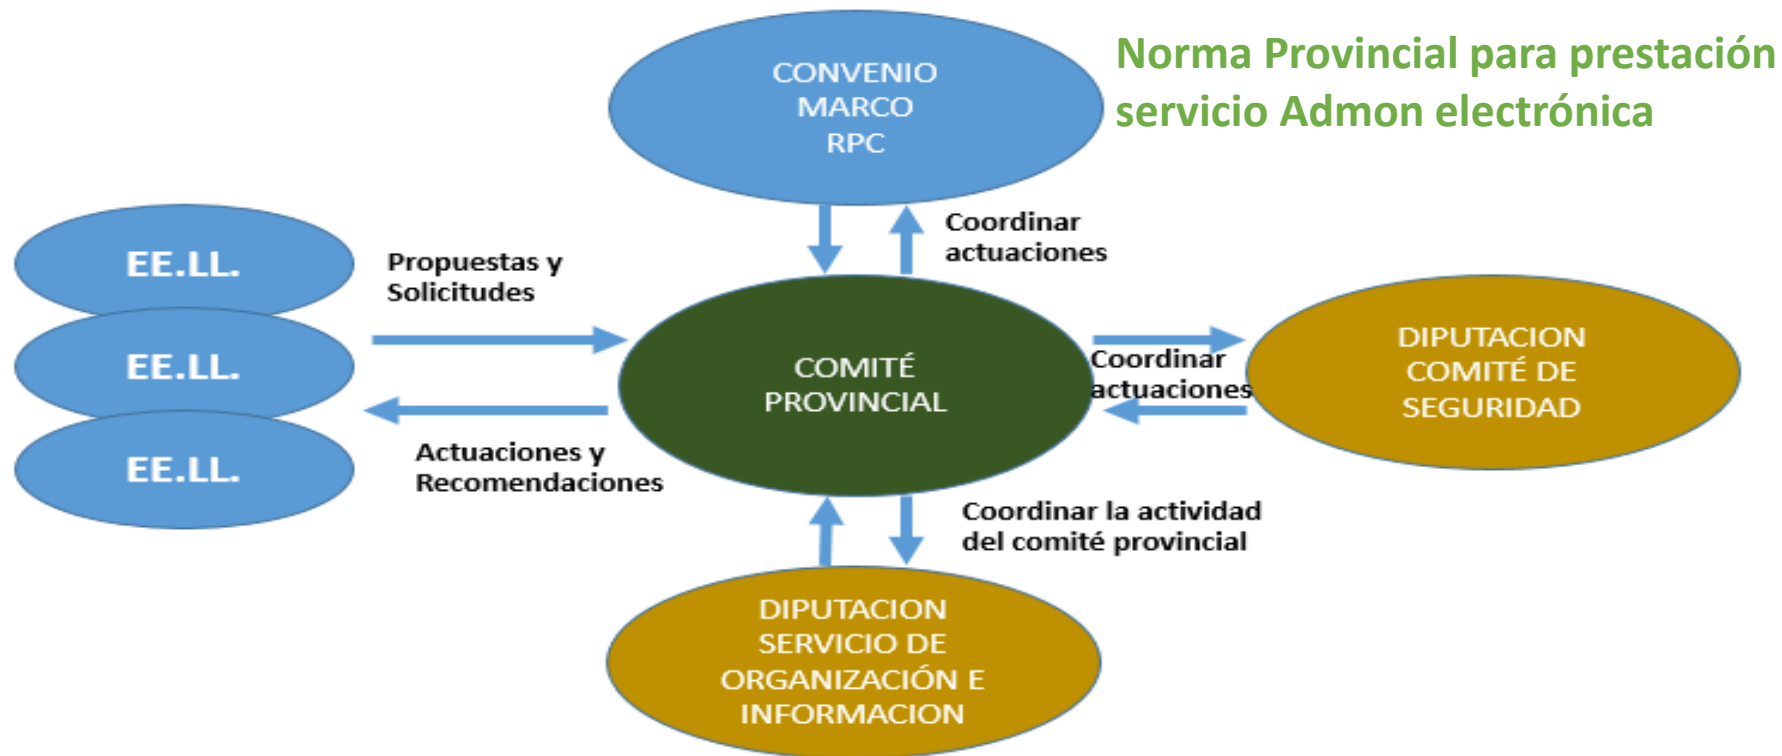 CONVENIO
MARCO
RPC
Norma Provincial para prestación
servicio Admon electrónica
Coordinar
actuaciones
EE.LL.
EE.LL.
EE.LL.
Propuestas y
Solicitudes
Actuaciones y
Recomendaciones
COMITÉ
PROVINCIAL
Coordinar
actuaciones
DIPUTACION
COMITÉ DE
SEGURIDAD
Coordinar la actividad
del comité provincial
DIPUTACION
SERVICIO DE
ORGANIZACIÓN E
INFORMACION